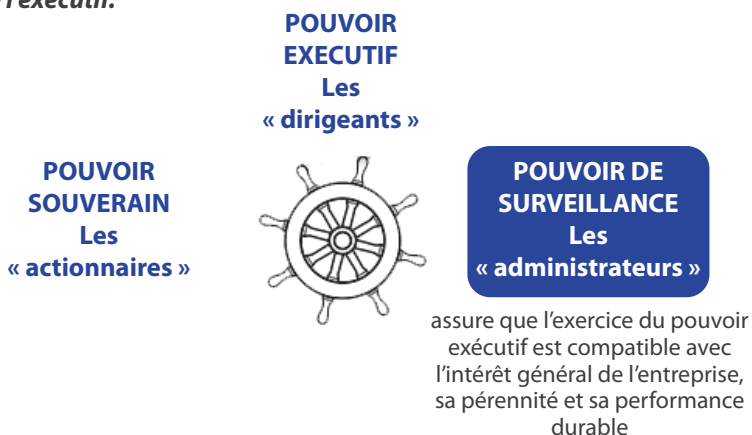 l'exécutif.
POUVOIR
EXECUTIF
Les
« dirigeants »
POUVOIR
SOUVERAIN
Les
« actionnaires »
POUVOIR DE
SURVEILLANCE
Les
« administrateurs »
assure que l'exercice du pouvoir
exécutif est compatible avec
l'intérêt général de l'entreprise,
sa pérennité et sa performance
durable